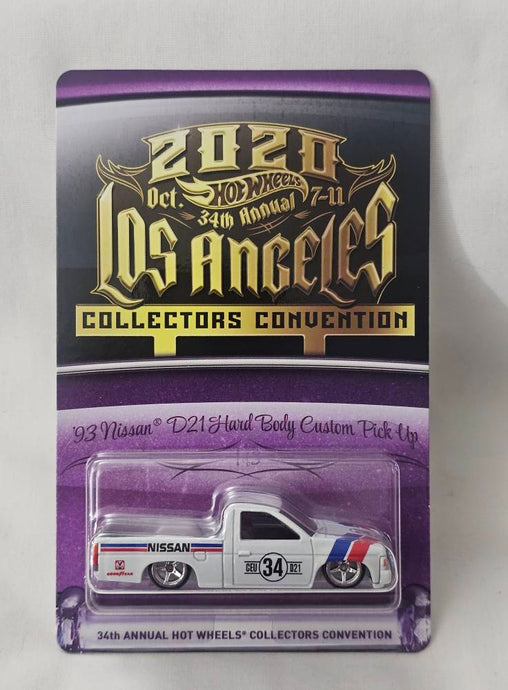 2020
Oct. HOT WHEELS 7-11
34th Annual
LOS ANGELES
COLLECTORS CONVENTION
'93 Nissan® D21 Hard Body Custom Pick Up
NISSAN
GOODYEAR
CEU 34 D21
34th ANNUAL HOT WHEELS® COLLECTORS CONVENTION